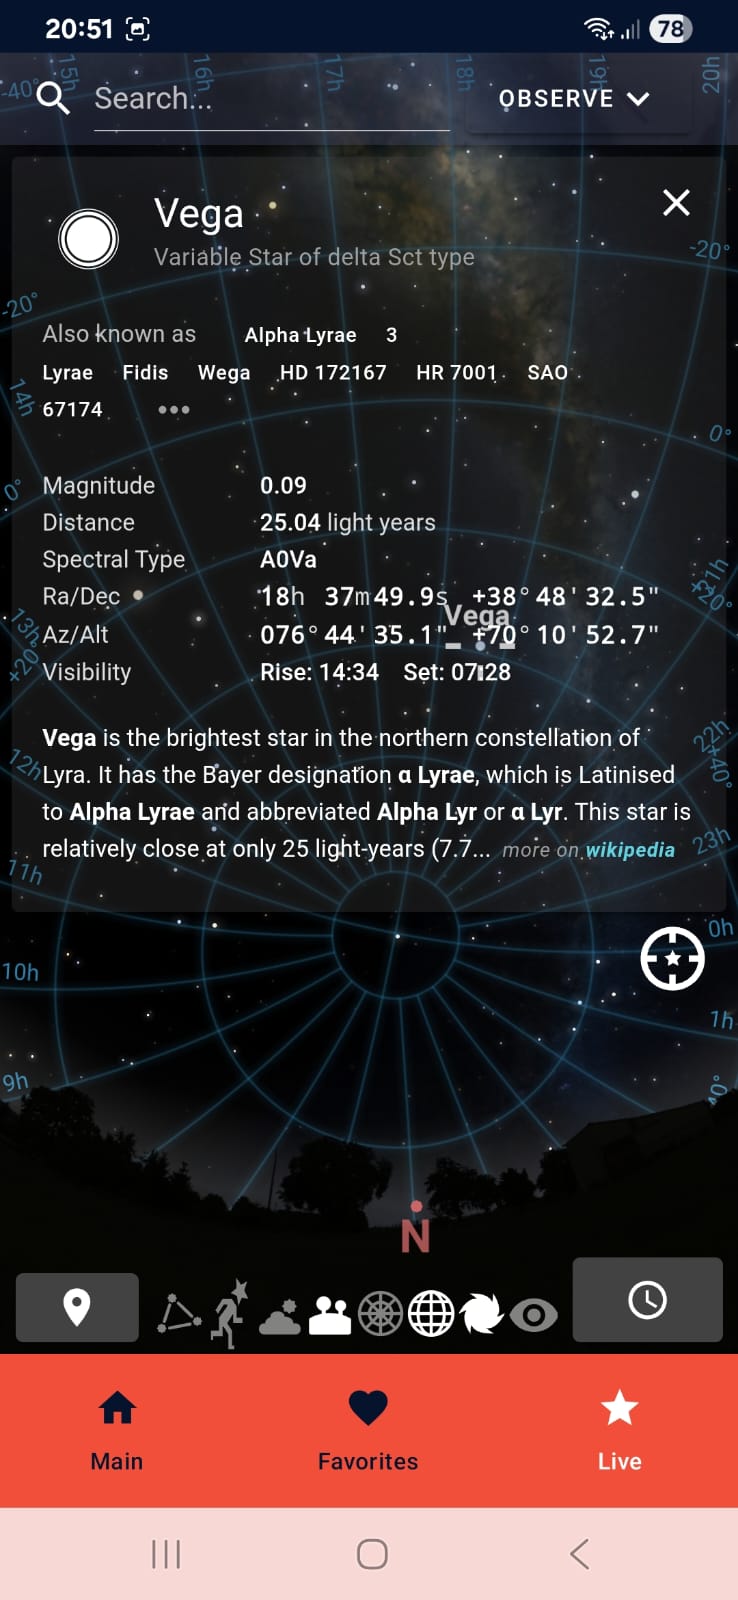 20:51 78
15h 16h 17h 18h 19h 20h
-40°
Search... OBSERVE
Vega
Variable Star of delta Sct type
-20°
-20°
Also known as Alpha Lyrae 3
Lyrae Fidis Wega HD 172167 HR 7001 SAO
14h 67174 •••
0°
Magnitude 0.09
0°
Distance 25.04 light years
Spectral Type A0Va
21h
Ra/Dec 18h 37m49.9s +38°48'32.5"
+20°
Vega
13h
Az/Alt 076°44'35.1" +70°10'52.7"
+20°
Visibility Rise: 14:34 Set: 07:28
Vega is the brightest star in the northern constellation of
22h
12h Lyra. It has the Bayer designation α Lyrae, which is Latinised
+40°
to Alpha Lyrae and abbreviated Alpha Lyr or α Lyr. This star is
relatively close at only 25 light-years (7.7... more on wikipedia
23h
11h
0h
10h
1h
9h
N
Main Favorites Live